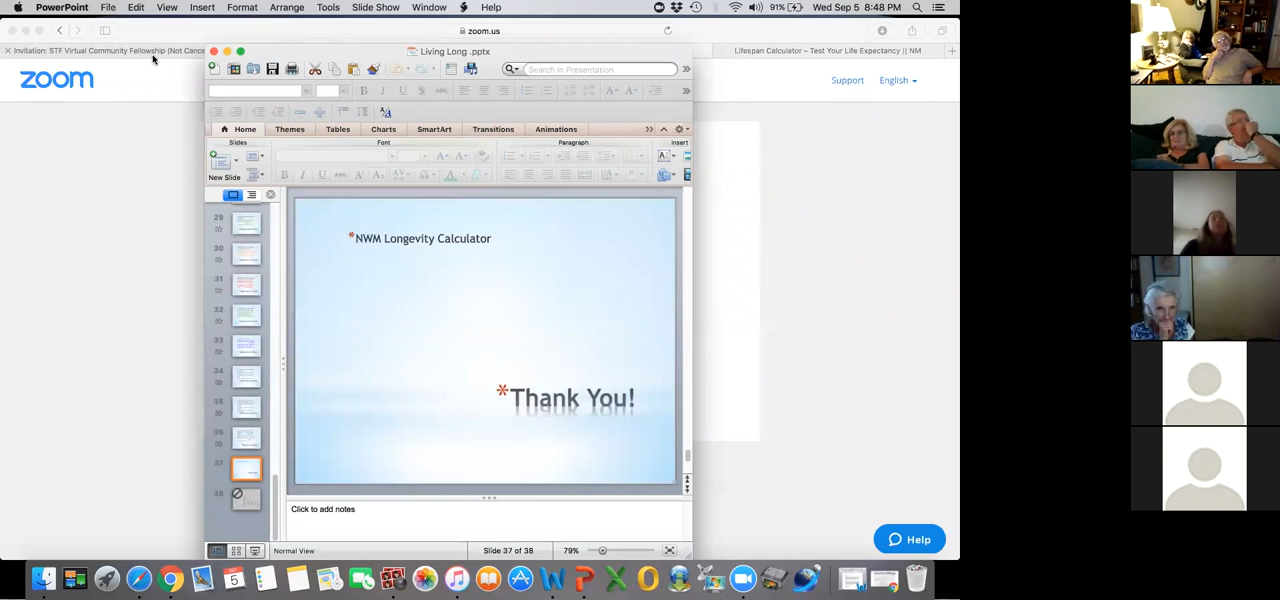 PowerPoint File Edit View Insert Format Arrange Tools Slide Show Window Help 91% Wed Sep 5 8:48 PM
zoom.us
Invitation: STF Virtual Community Fellowship (Not Cance
Living Long .pptx
Lifespan Calculator – Test Your Life Expectancy || NM
zoom
Search in Presentation
Support English
Home Themes Tables Charts SmartArt Transitions Animations
Slides Font Paragraph Insert
New Slide
29
30
31
32
33
34
35
36
37
38
*NWM Longevity Calculator
*Thank You!
Click to add notes
Help
Normal View Slide 37 of 38 79%